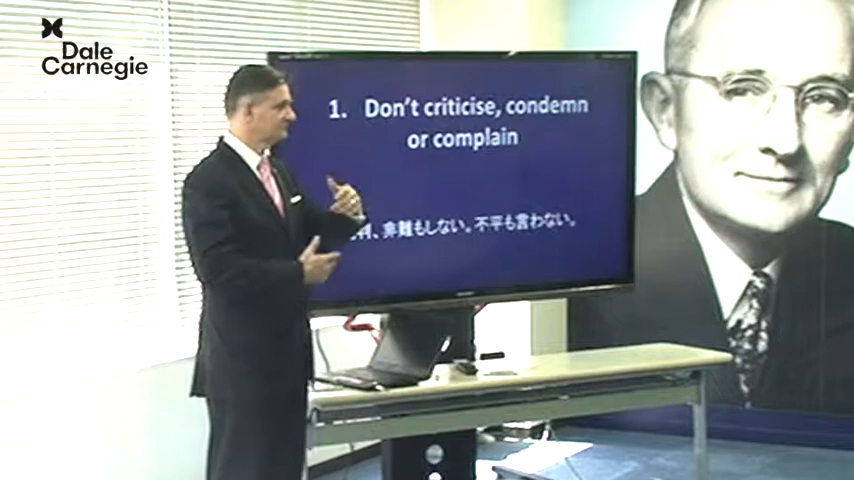 Dale
Carnegie
1. Don't criticise, condemn
or complain
、非難もしない。不平も言わない。